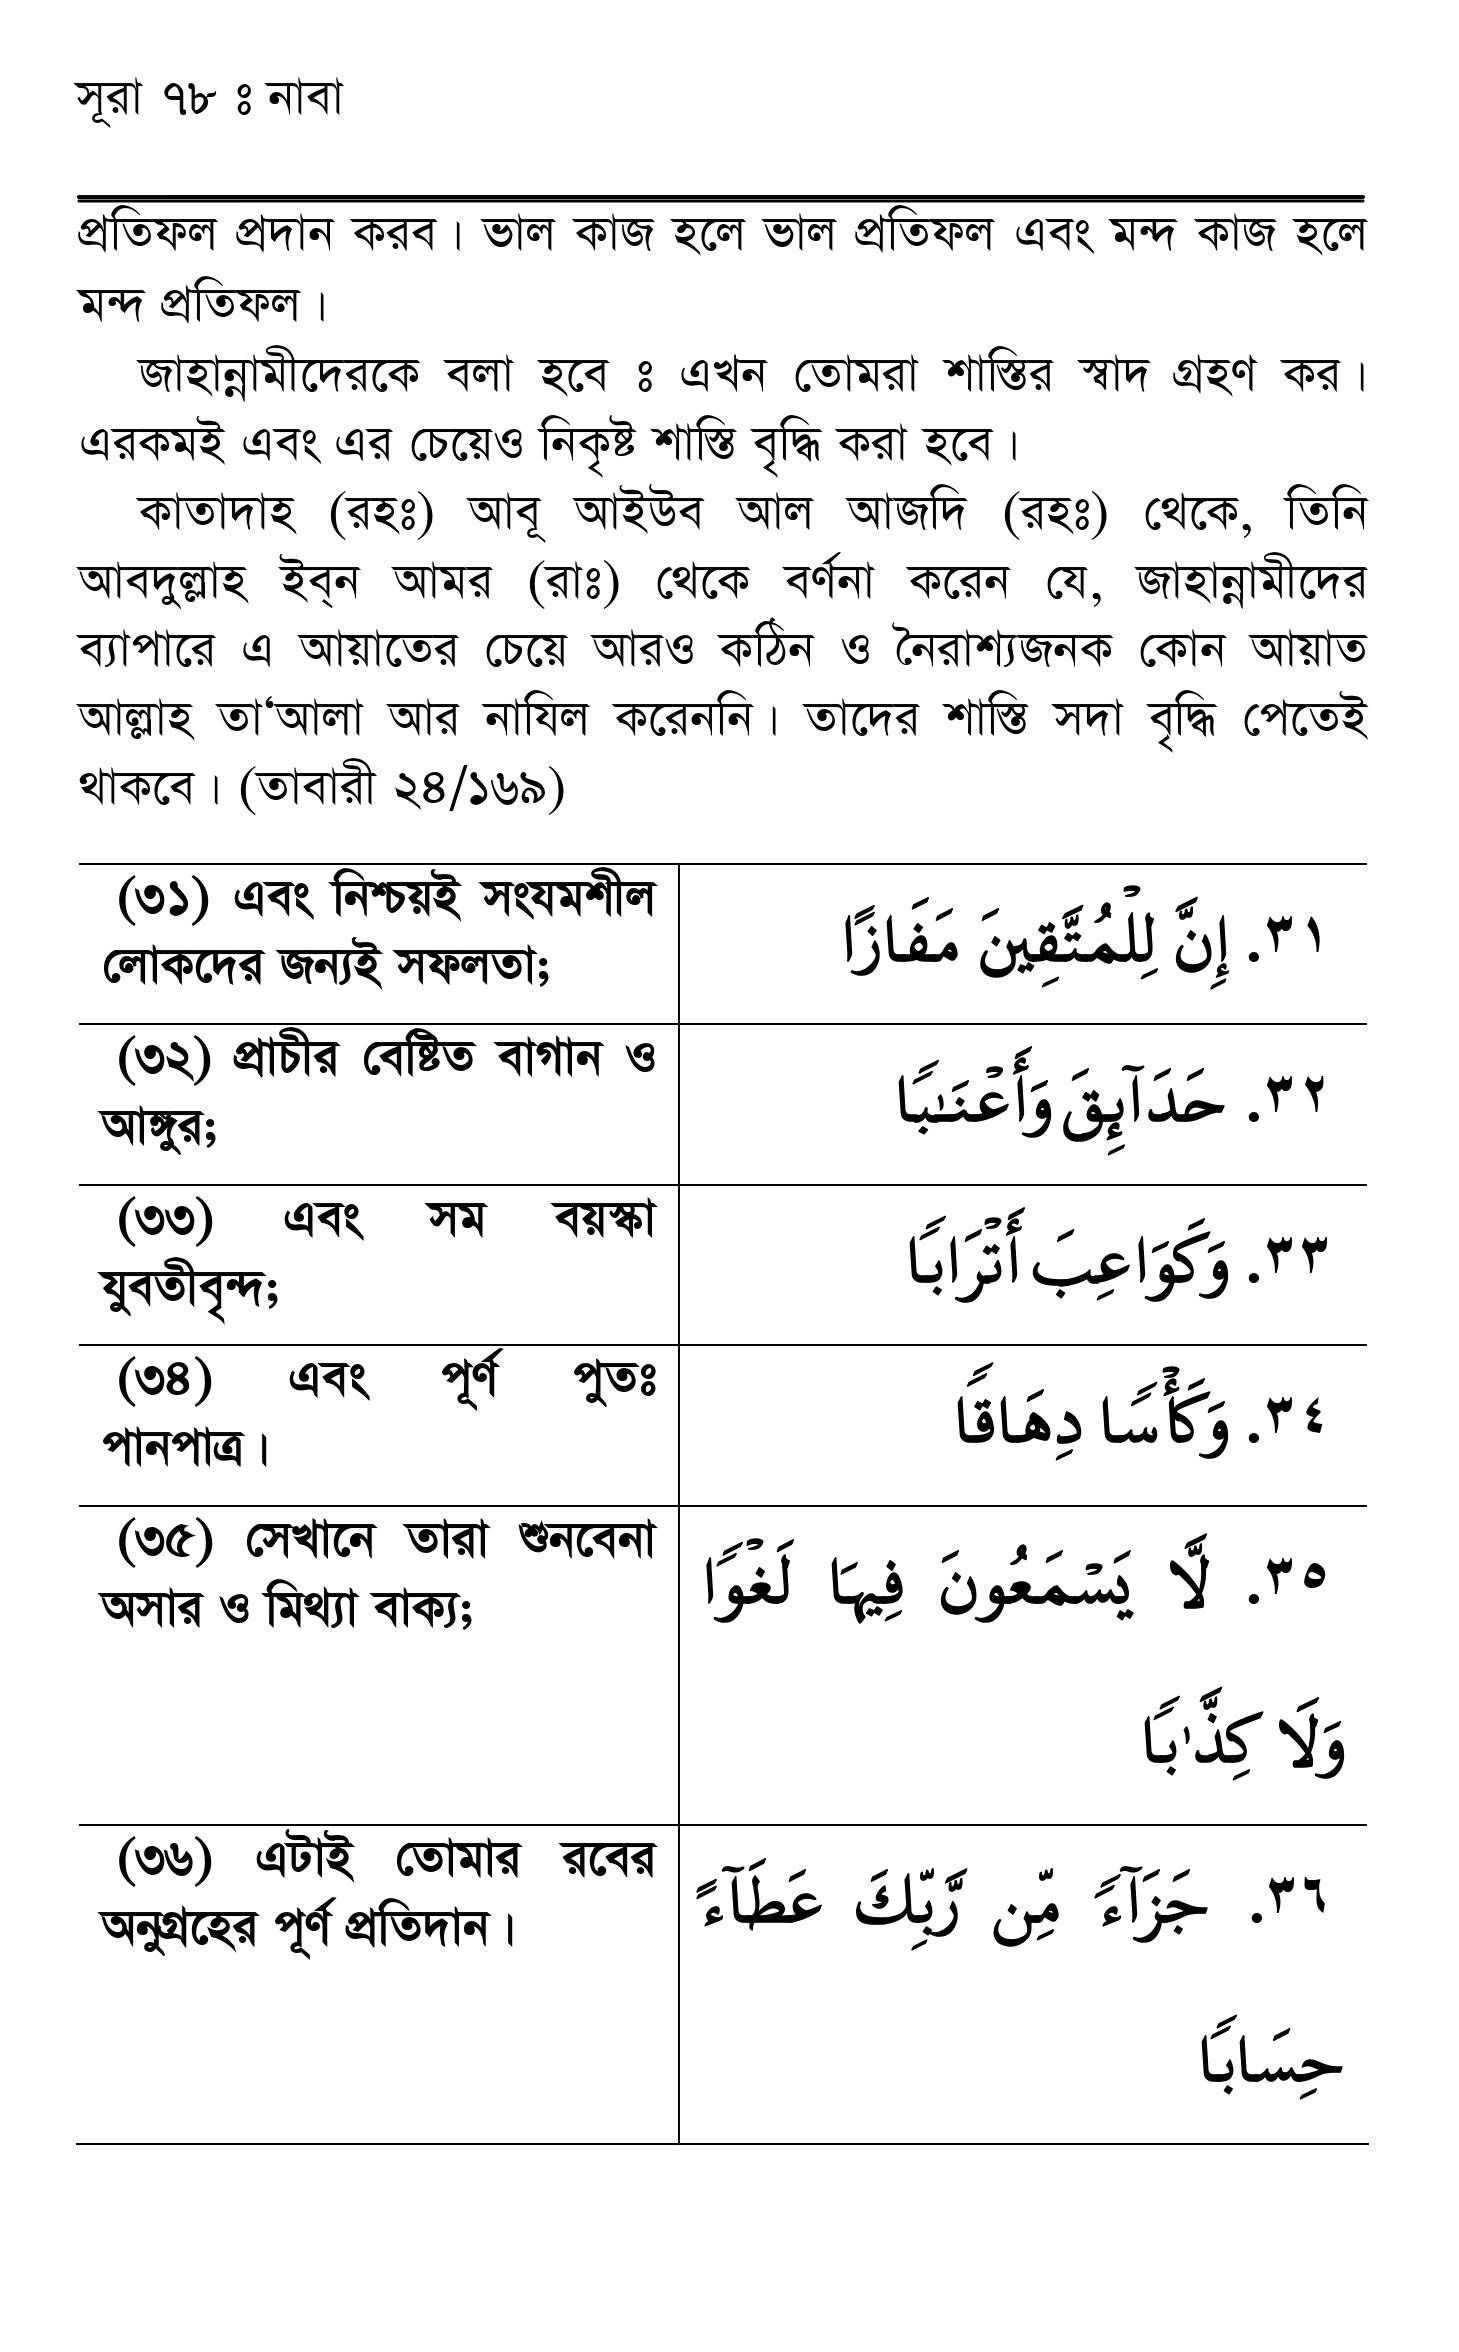 সূরা ৭৮ ঃ নাবা
প্রতিফল প্রদান করব। ভাল কাজ হলে ভাল প্রতিফল এবং মন্দ কাজ হলে
মন্দ প্রতিফল।
জাহান্নামীদেরকে বলা হবে ঃ এখন তোমরা শাস্তির স্বাদ গ্রহণ কর।
এরকমই এবং এর চেয়েও নিকৃষ্ট শাস্তি বৃদ্ধি করা হবে।
কাতাদাহ (রহঃ) আবূ আইউব আল আজদি (রহঃ) থেকে, তিনি
আবদুল্লাহ ইব্‌ন আমর (রাঃ) থেকে বর্ণনা করেন যে, জাহান্নামীদের
ব্যাপারে এ আয়াতের চেয়ে আরও কঠিন ও নৈরাশ্যজনক কোন আয়াত
আল্লাহ তা‘আলা আর নাযিল করেননি। তাদের শাস্তি সদা বৃদ্ধি পেতেই
থাকবে। (তাবারী ২৪/১৬৯)
(৩১) এবং নিশ্চয়ই সংযমশীল
লোকদের জন্যই সফলতা;
٣١. إِنَّ لِلْمُتَّقِينَ مَفَازًا
(৩২) প্রাচীর বেষ্টিত বাগান ও
আঙ্গুর;
٣٢. حَدَآئِقَ وَأَعْنَـٰبًا
(৩৩) এবং সম বয়স্কা
যুবতীবৃন্দ;
٣٣. وَكَوَاعِبَ أَتْرَابًا
(৩৪) এবং পূর্ণ পুতঃ
পানপাত্র।
٣٤. وَكَأْسًا دِهَاقًا
(৩৫) সেখানে তারা শুনবেনা
অসার ও মিথ্যা বাক্য;
٣٥. لَّا يَسْمَعُونَ فِيهَا لَغْوًا
وَلَا كِذَّٰبًا
(৩৬) এটাই তোমার রবের
অনুগ্রহের পূর্ণ প্রতিদান।
٣٦. جَزَآءً مِّن رَّبِّكَ عَطَآءً
حِسَابًا